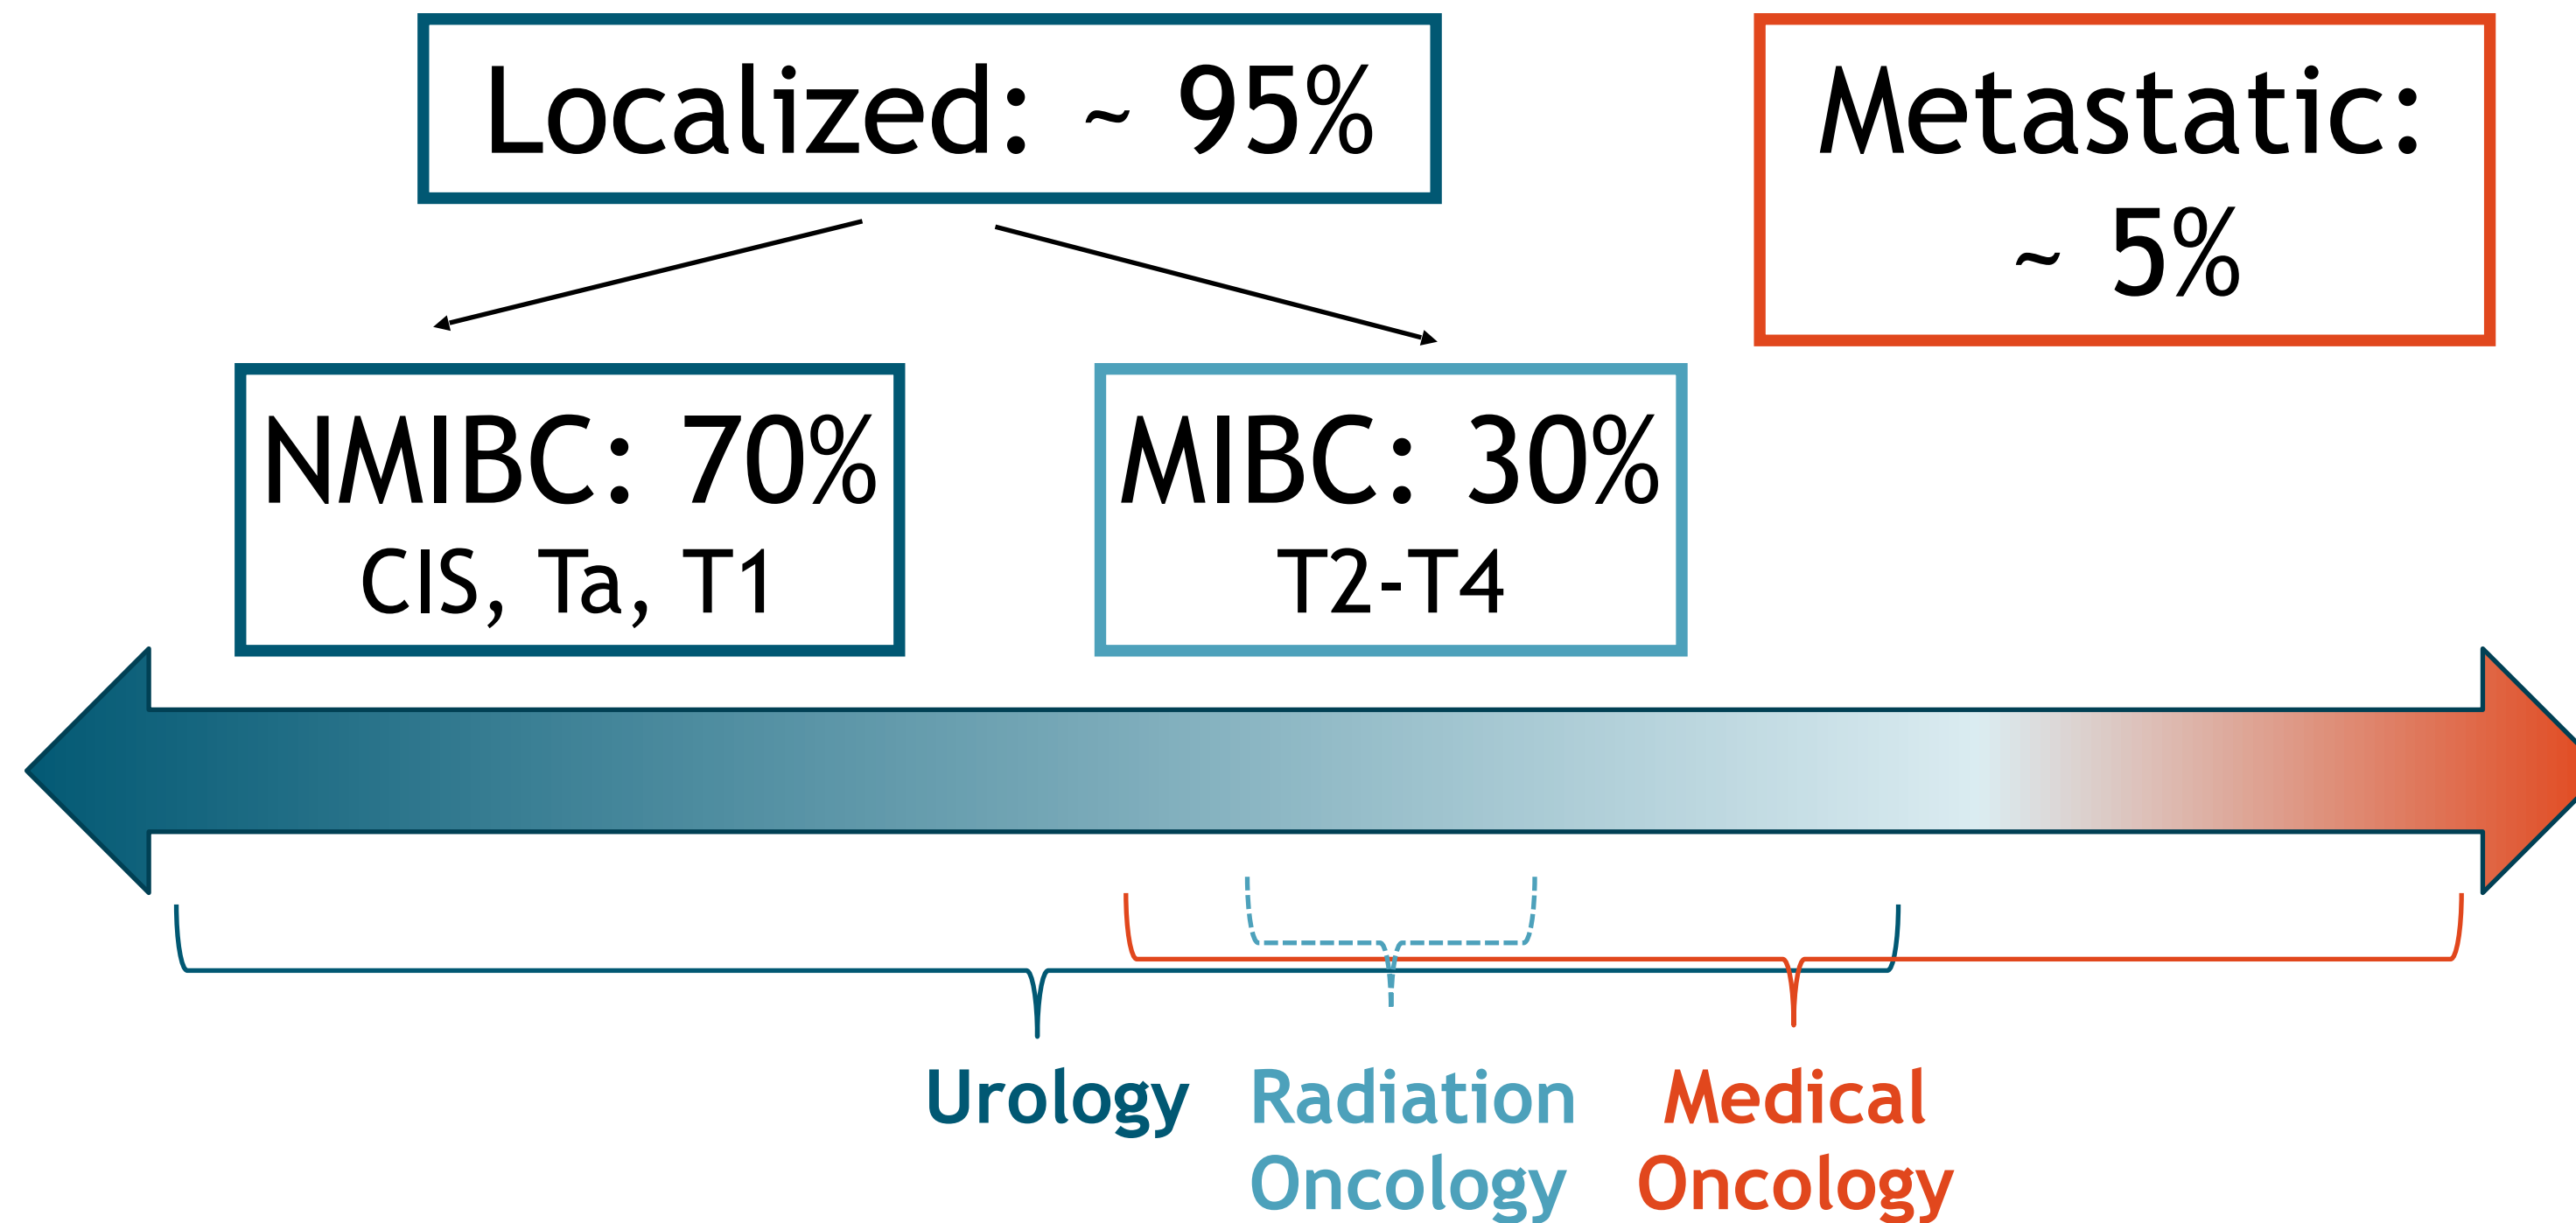 Localized: ~ 95%
Metastatic:
~ 5%
NMIBC: 70%
CIS, Ta, T1
MIBC: 30%
T2-T4
Urology
Radiation
Oncology
Medical
Oncology